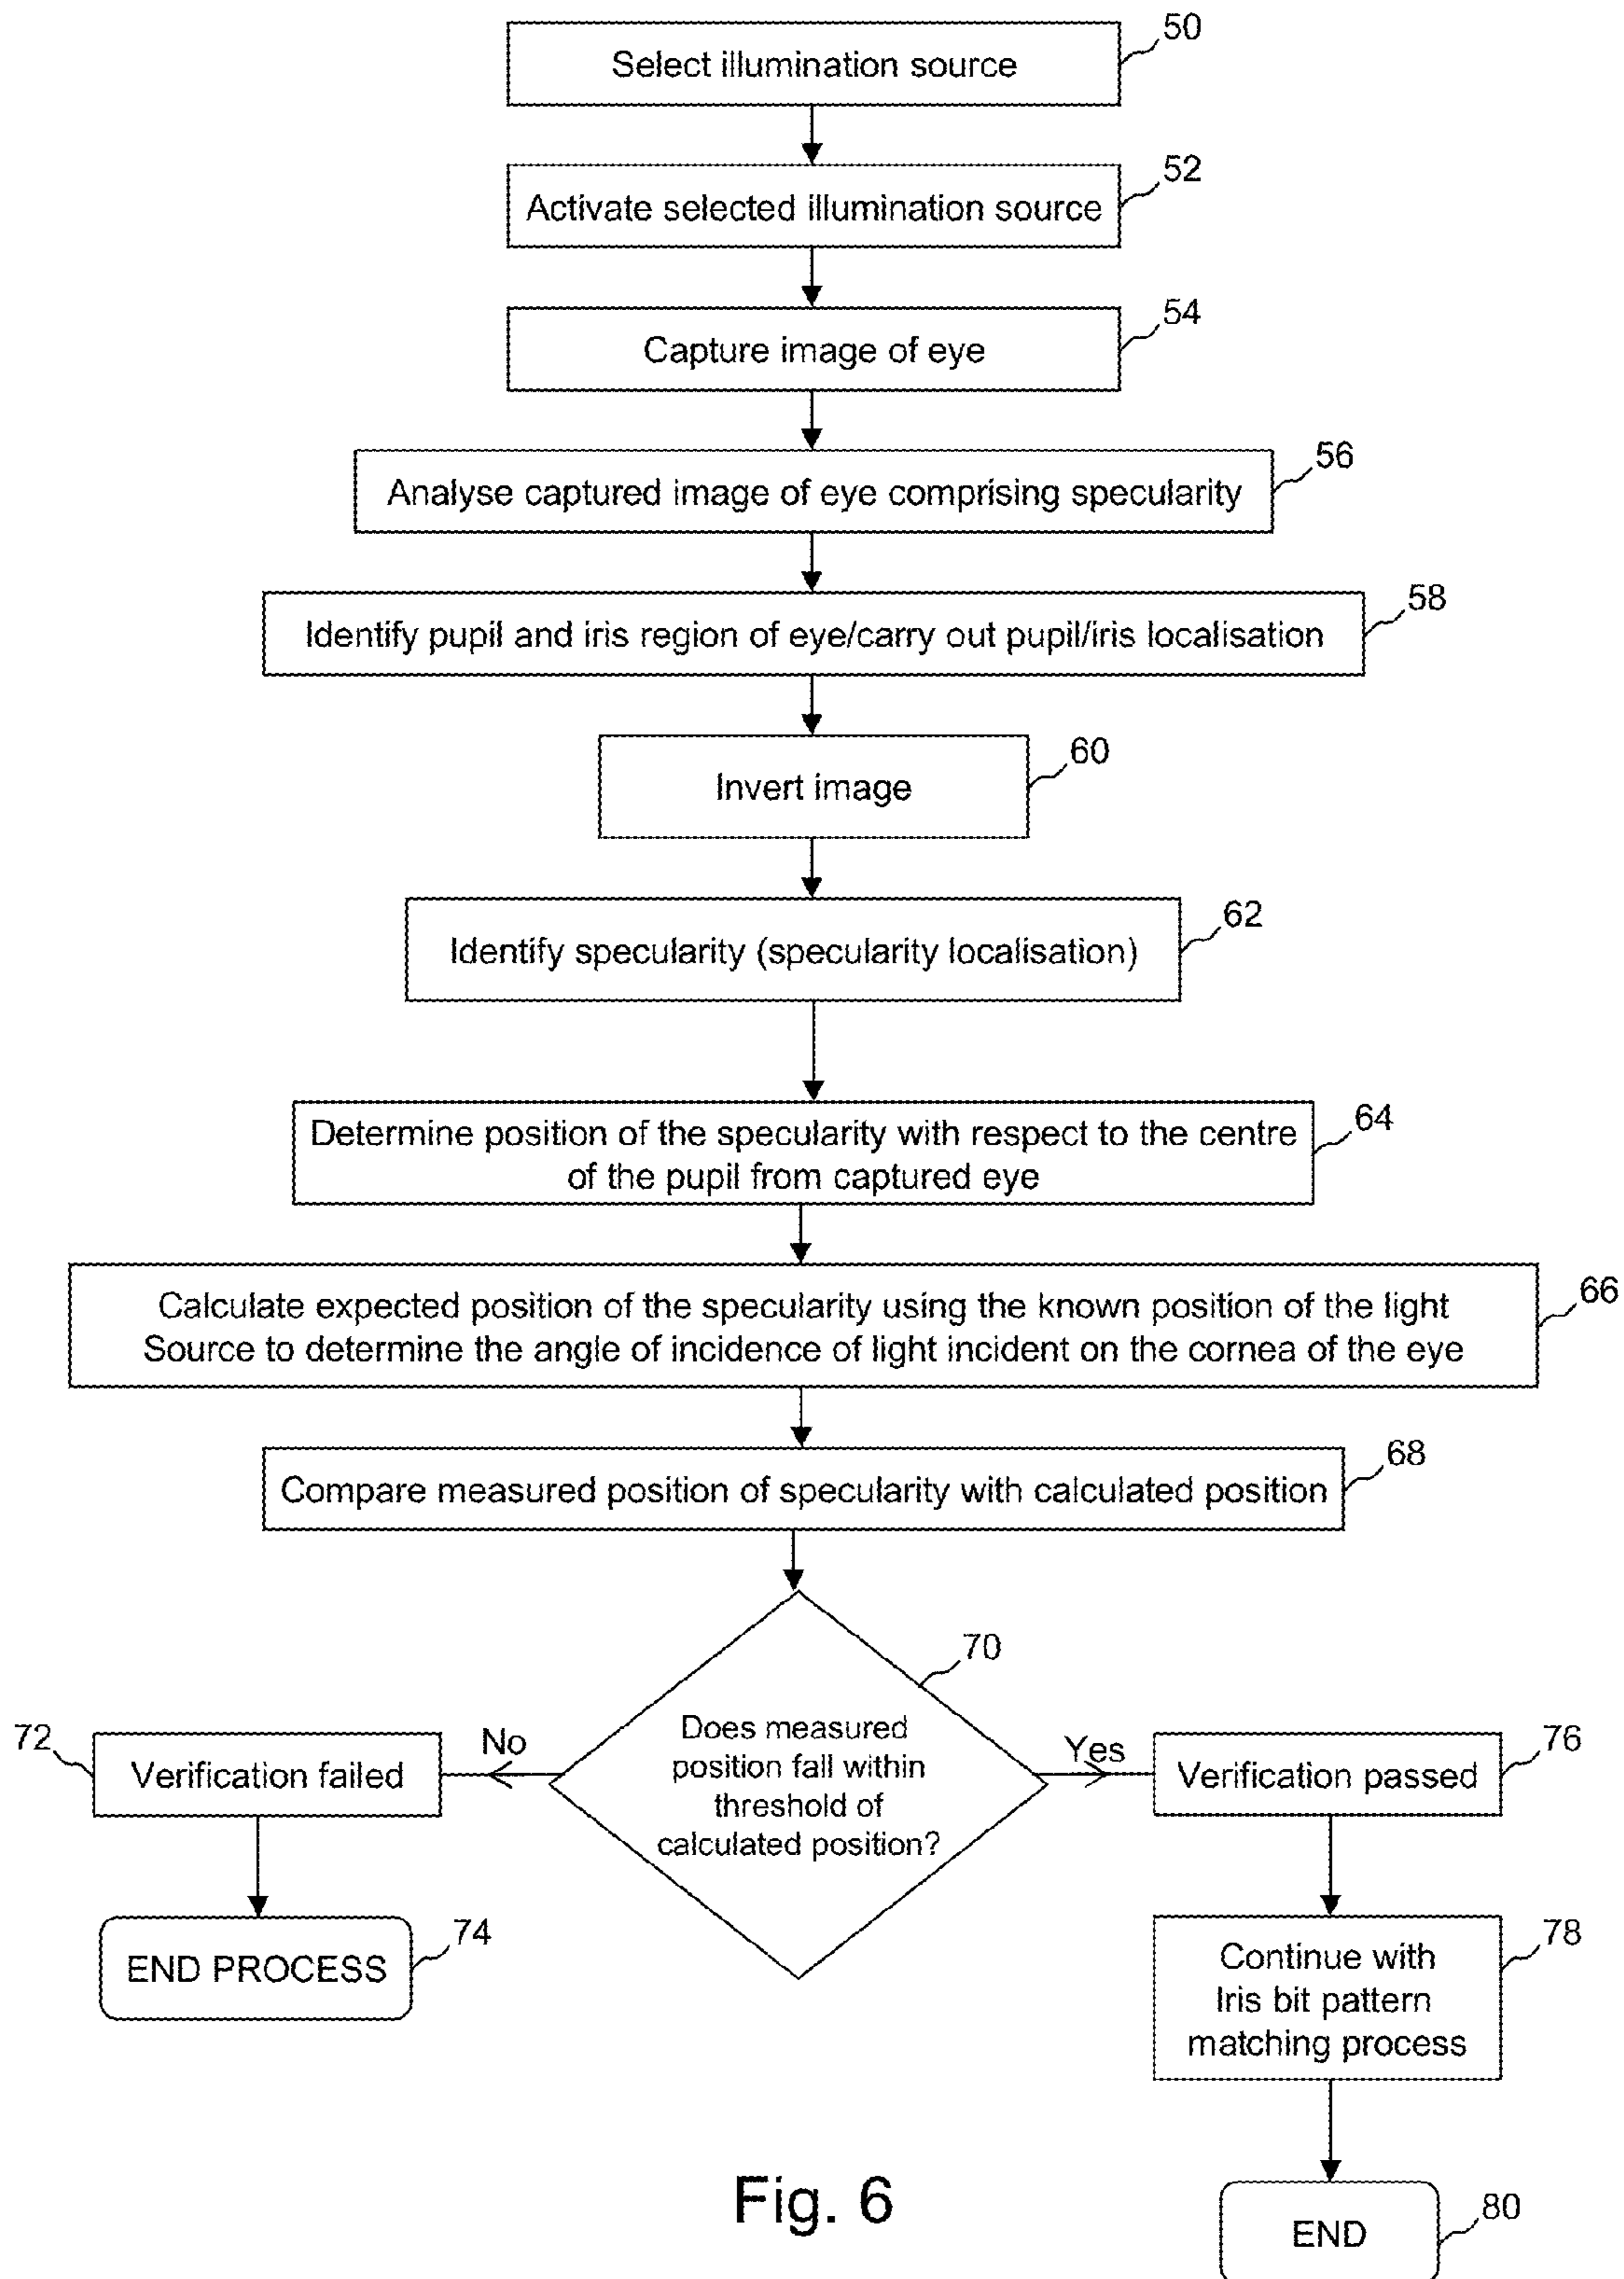 50
Select illumination source
52
Activate selected illumination source
54
Capture image of eye
56
Analyse captured image of eye comprising specularity
58
Identify pupil and iris region of eye/carry out pupil/iris localisation
60
Invert image
62
Identify specularity (specularity localisation)
64
Determine position of the specularity with respect to the centre
of the pupil from captured eye
66
Calculate expected position of the specularity using the known position of the light
Source to determine the angle of incidence of light incident on the cornea of the eye
68
Compare measured position of specularity with calculated position
70
Does measured
position fall within
threshold of
calculated position?
No
Yes
72
Verification failed
74
END PROCESS
76
Verification passed
78
Continue with
Iris bit pattern
matching process
80
END
Fig. 6